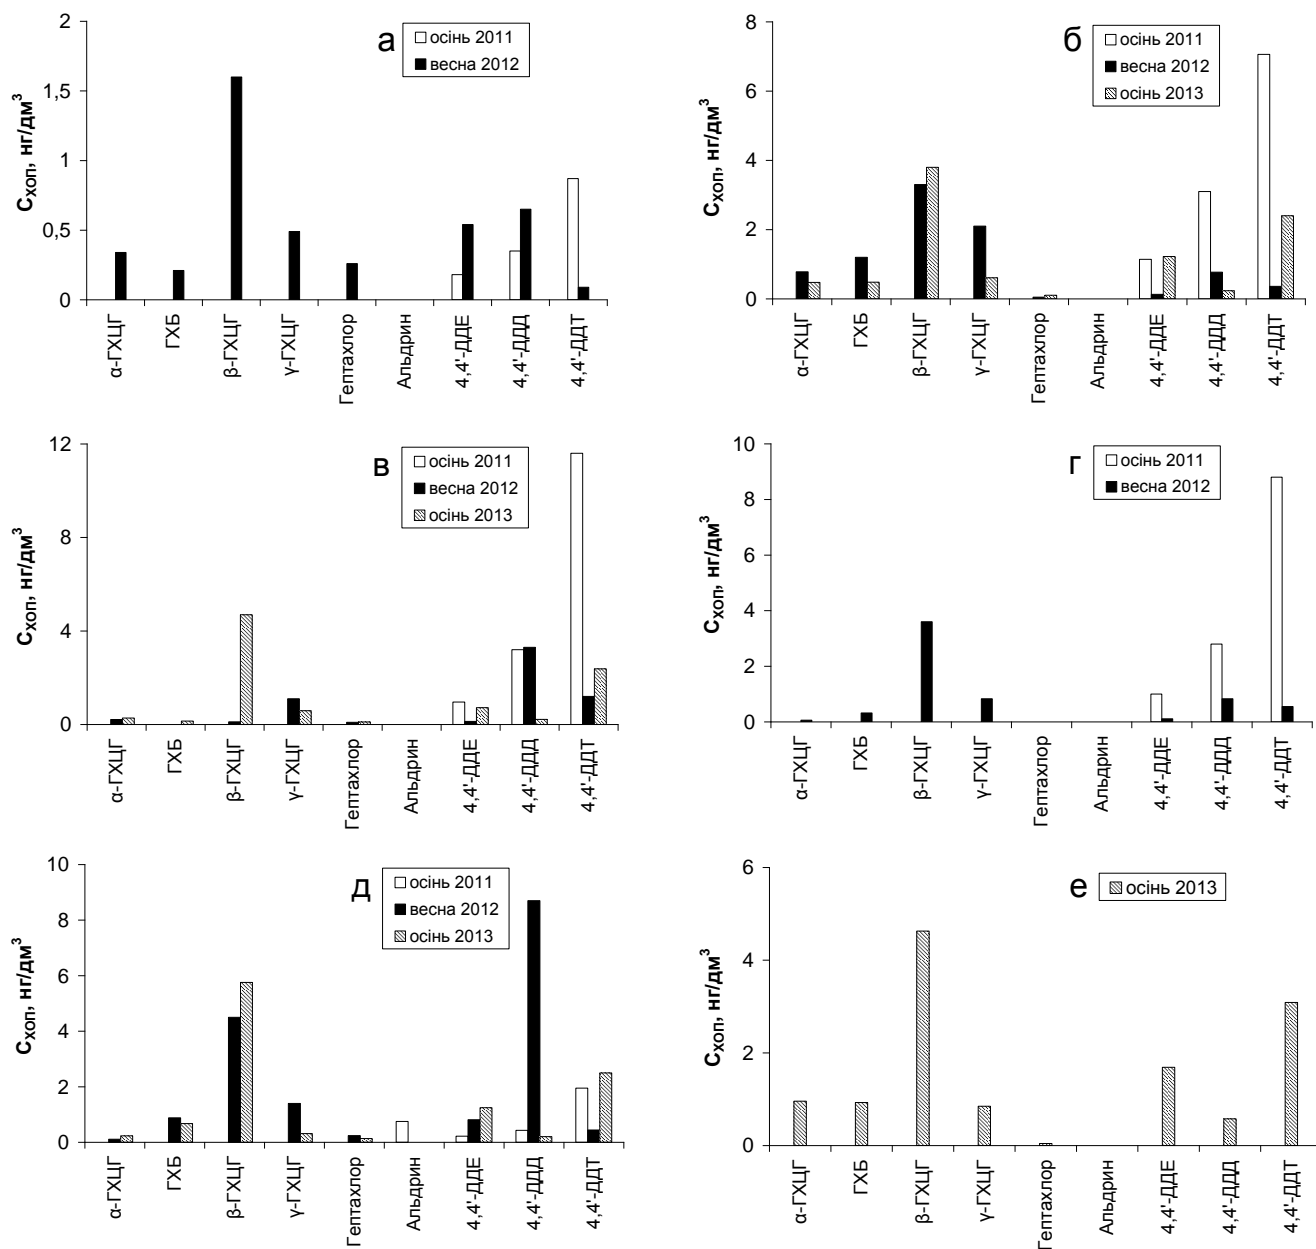 а
осінь 2011
весна 2012
Схоп, нг/дм³
2
1,5
1
0,5
0
α-ГХЦГ
ГХБ
β-ГХЦГ
γ-ГХЦГ
Гептахлор
Альдрин
4,4'-ДДЕ
4,4'-ДДД
4,4'-ДДТ
б
осінь 2011
весна 2012
осінь 2013
Схоп, нг/дм³
8
6
4
2
0
α-ГХЦГ
ГХБ
β-ГХЦГ
γ-ГХЦГ
Гептахлор
Альдрин
4,4'-ДДЕ
4,4'-ДДД
4,4'-ДДТ
в
осінь 2011
весна 2012
осінь 2013
Схоп, нг/дм³
12
8
4
0
α-ГХЦГ
ГХБ
β-ГХЦГ
γ-ГХЦГ
Гептахлор
Альдрин
4,4'-ДДЕ
4,4'-ДДД
4,4'-ДДТ
г
осінь 2011
весна 2012
Схоп, нг/дм³
10
8
6
4
2
0
α-ГХЦГ
ГХБ
β-ГХЦГ
γ-ГХЦГ
Гептахлор
Альдрин
4,4'-ДДЕ
4,4'-ДДД
4,4'-ДДТ
д
осінь 2011
весна 2012
осінь 2013
Схоп, нг/дм³
10
8
6
4
2
0
α-ГХЦГ
ГХБ
β-ГХЦГ
γ-ГХЦГ
Гептахлор
Альдрин
4,4'-ДДЕ
4,4'-ДДД
4,4'-ДДТ
е
осінь 2013
Схоп, нг/дм³
6
4
2
0
α-ГХЦГ
ГХБ
β-ГХЦГ
γ-ГХЦГ
Гептахлор
Альдрин
4,4'-ДДЕ
4,4'-ДДД
4,4'-ДДТ